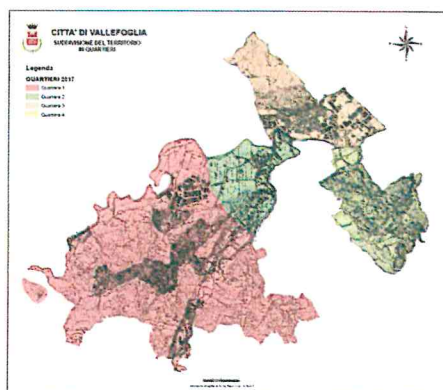 CITTA' DI VALLEFOGLIA
SUDDIVISIONE DEL TERRITORIO
IN QUARTIERI
Legenda
QUARTIERI 2017
Quartiere 1
Quartiere 2
Quartiere 3
Quartiere 4